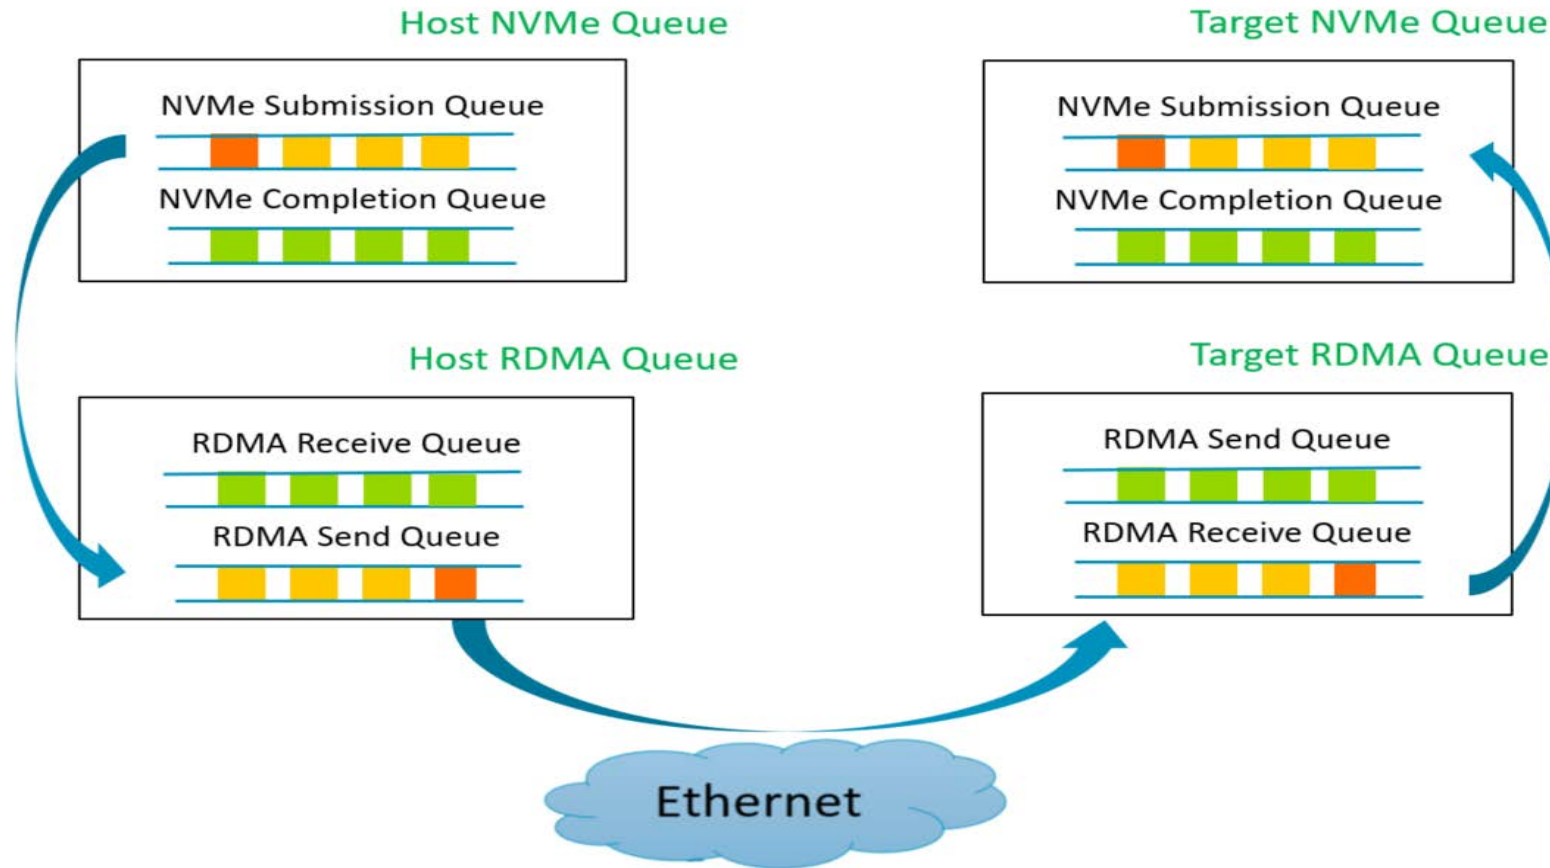 Host NVMe Queue
Target NVMe Queue
NVMe Submission Queue
NVMe Completion Queue
NVMe Submission Queue
NVMe Completion Queue
Host RDMA Queue
Target RDMA Queue
RDMA Receive Queue
RDMA Send Queue
RDMA Send Queue
RDMA Receive Queue
Ethernet